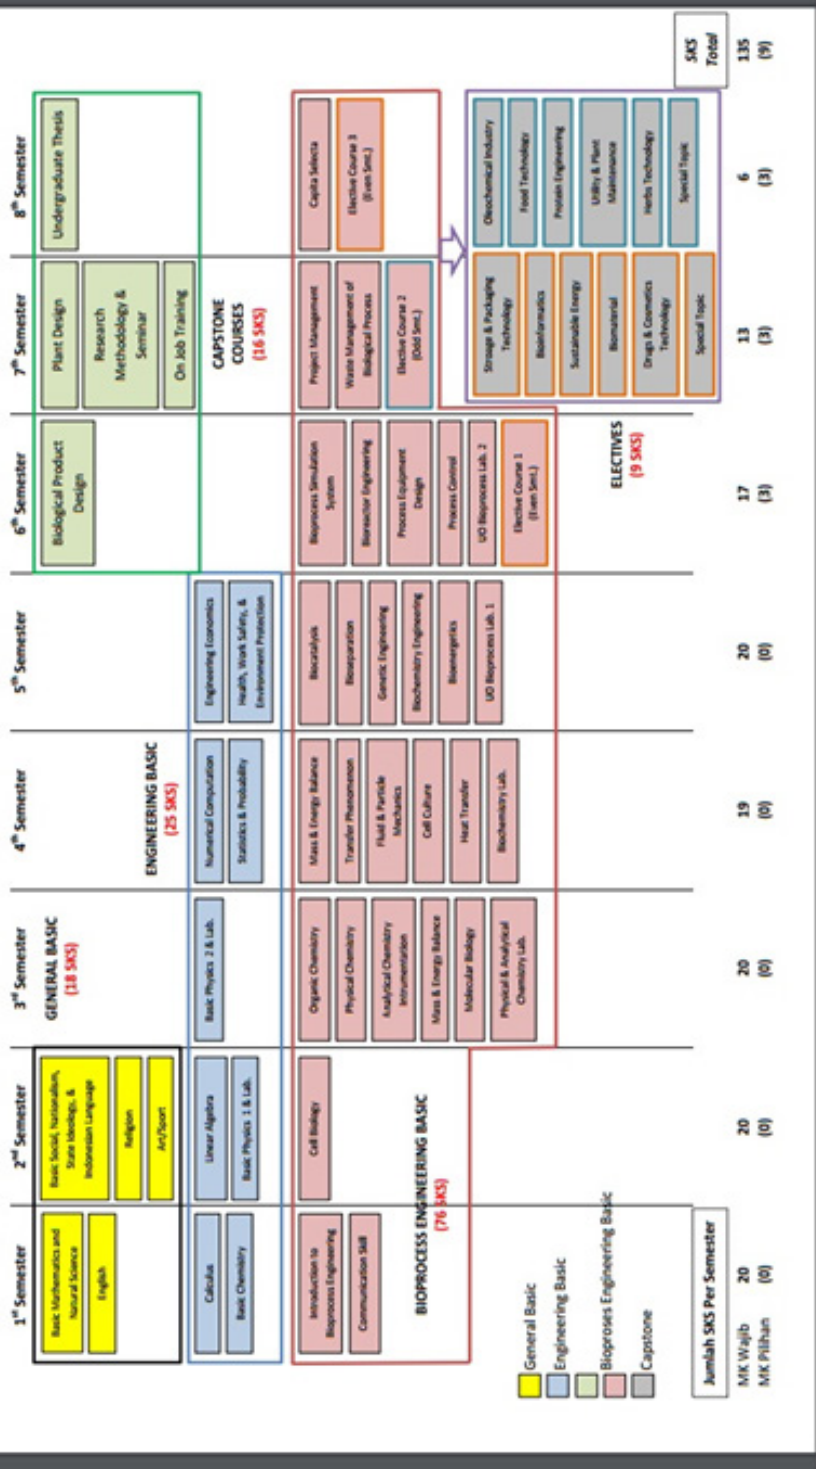 1st Semester
2nd Semester
3rd Semester
4th Semester
5th Semester
6th Semester
7th Semester
8th Semester
Basic Mathematics and
Natural Science
English
Basic Social, Nationalism,
State Ideology, &
Indonesian Language
Religion
Art/Sport
GENERAL BASIC
(18 SKS)
Biological Product
Design
Plant Design
Research
Methodology &
Seminar
On Job Training
Undergraduate Thesis
CAPSTONE
COURSES
(16 SKS)
ENGINEERING BASIC
(25 SKS)
Calculus
Basic Chemistry
Linear Algebra
Basic Physics 1 & Lab.
Basic Physics 2 & Lab.
Numerical Computation
Statistics & Probability
Engineering Economics
Health, Work Safety, &
Environment Protection
Introduction to
Bioprocess Engineering
Communication Skill
Cell Biology
Organic Chemistry
Physical Chemistry
Analytical Chemistry
Intrumentation
Mass & Energy Balance
Molecular Biology
Physical & Analytical
Chemistry Lab.
Mass & Energy Balance
Transfer Phenomenon
Fluid & Particle
Mechanics
Cell Culture
Heat Transfer
Biochemistry Lab.
Biocatalysis
Bioseparation
Genetic Engineering
Biochemistry Engineering
Bioenergetics
UO Bioprocess Lab. 1
Bioprocess Simulation
System
Bioreactor Engineering
Process Equipment
Design
Process Control
UO Bioprocess Lab. 2
Elective Course 1
(Even Smt.)
Project Management
Waste Management of
Biological Process
Elective Course 2
(Odd Smt.)
Capita Selecta
Elective Course 3
(Even Smt.)
BIOPROCESS ENGINEERING BASIC
(76 SKS)
ELECTIVES
(9 SKS)
Stroage & Packaging
Technology
Bioinformatics
Sustainable Energy
Biomaterial
Drugs & Cosmetics
Technology
Special Topic
Oleochemical Industry
Food Technology
Protein Engineering
Utility & Plant
Maintenance
Herbs Technology
Special Topic
General Basic
Engineering Basic
Bioproses Engineering Basic
Capstone
Jumlah SKS Per Semester
SKS
Total
MK Wajib 20 20 20 19 20 17 13 6 135
MK Pilihan (0) (0) (0) (0) (0) (3) (3) (3) (9)